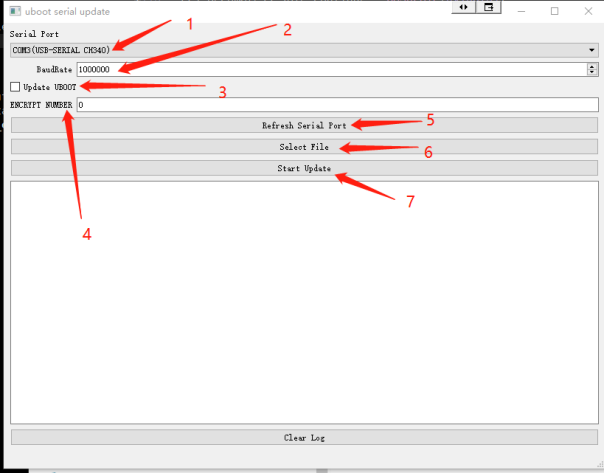 uboot serial update
1
2
Serial Port
COM3(USB-SERIAL CH340)
BaudRate 1000000
Update UBOOT
3
ENCRYPT NUMBER 0
Refresh Serial Port
5
Select File
6
Start Update
7
4
Clear Log